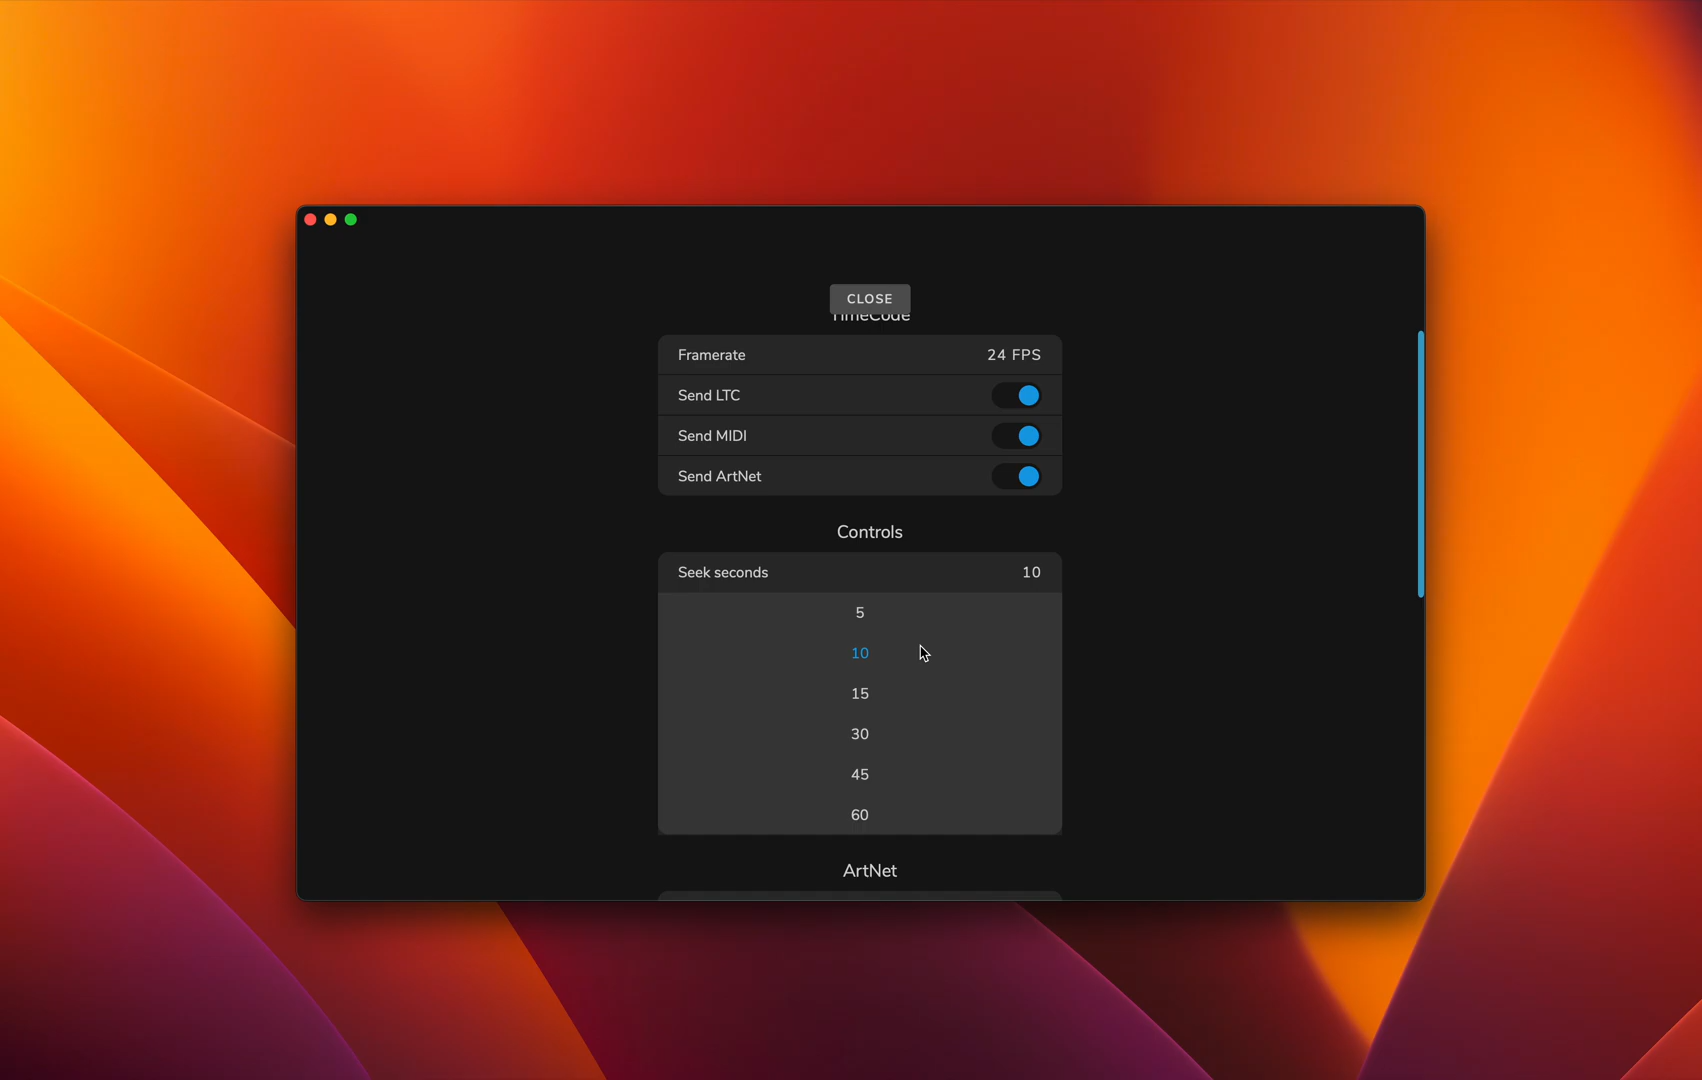 CLOSE
TimeCode
Framerate 24 FPS
Send LTC
Send MIDI
Send ArtNet
Controls
Seek seconds 10
5
10
15
30
45
60
ArtNet